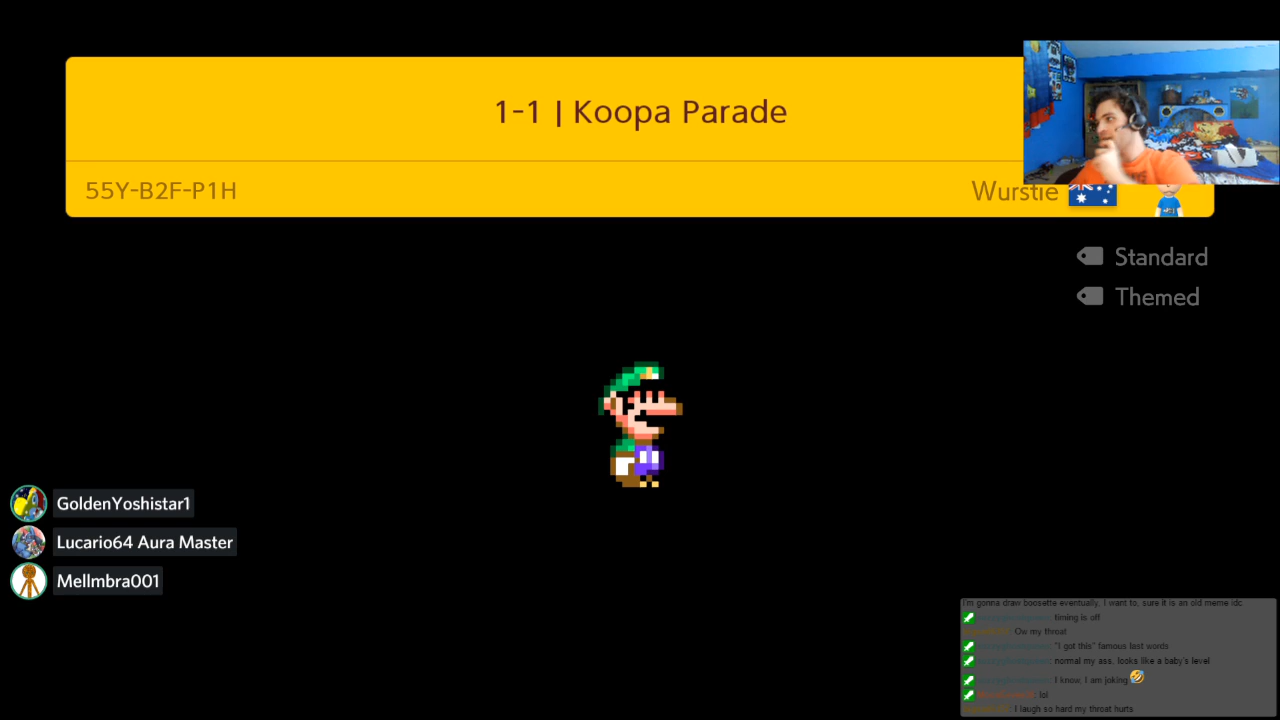 1-1 | Koopa Parade
55Y-B2F-P1H
Wurstie
Standard
Themed
GoldenYoshistar1
Lucario64 Aura Master
Mellmbra001
I'm gonna draw boosette eventually, I want to, sure it is an old meme idc
timing is off
: Ow my throat
: "I got this" famous last words
: normal my ass. looks like a baby's level
: I know, I am joking 🤣
: lol
: I laugh so hard my throat hurts